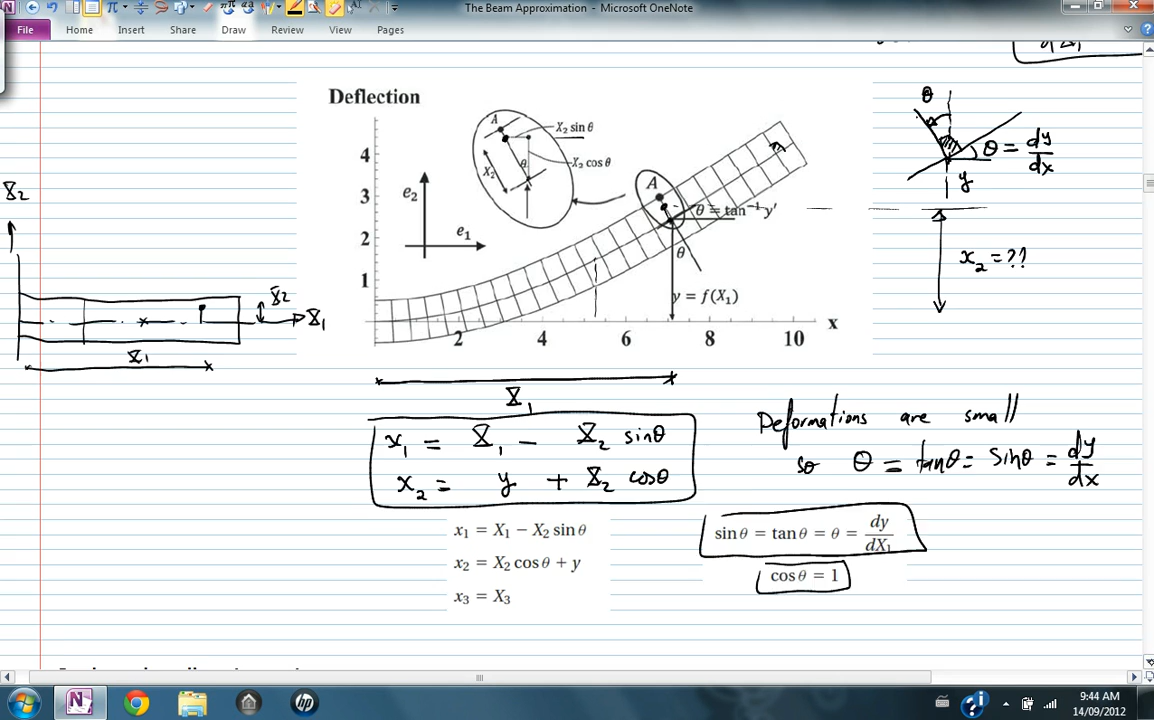 The Beam Approximation - Microsoft OneNote
File Home Insert Share Draw Review View Pages
Deflection
4
3
2
1
2 4 6 8 10 x
e2
e1
A
X2 sin θ
X2 cos θ
X2
θ
A
θ = tan⁻¹ y'
θ
y = f(X1)
θ
θ = dy/dx
y
x2 = ??
X2
X2
X1
X1
X1
x1 = X1 - X2 sinθ
x2 = y + X2 cosθ
Deformations are small
so θ = tanθ = sinθ = dy/dx
x1 = X1 − X2 sin θ
x2 = X2 cos θ + y
x3 = X3
sin θ = tan θ = θ = dy/dX1
cos θ = 1
9:44 AM
14/09/2012